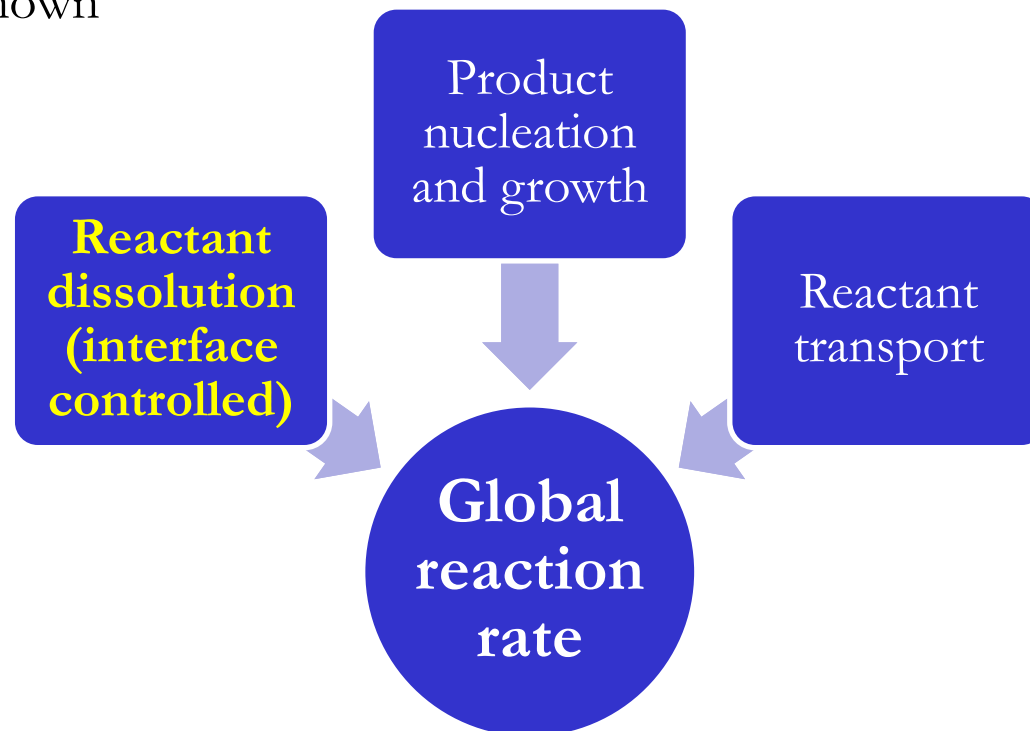 Product
nucleation
and growth
Reactant
dissolution
(interface
controlled)
Reactant
transport
Global
reaction
rate